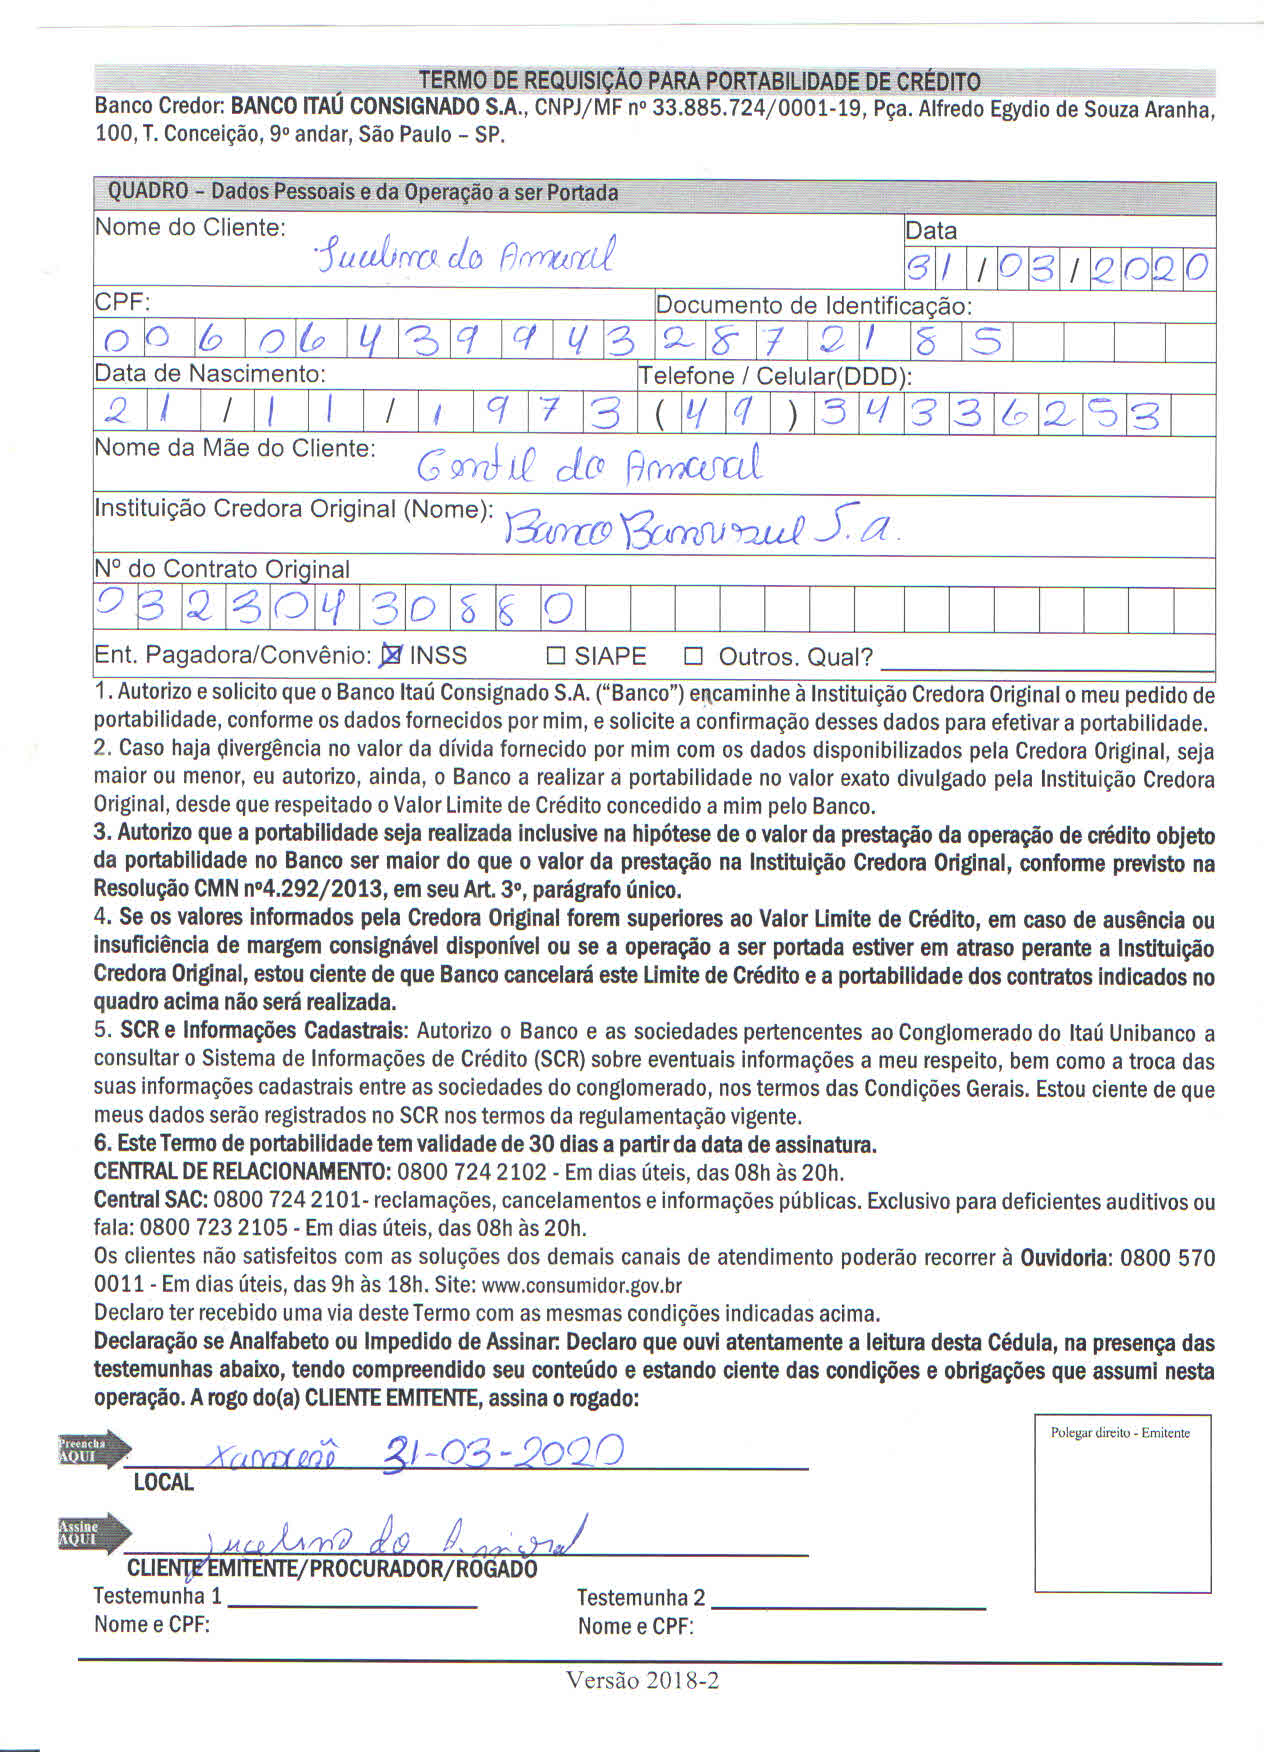 TERMO DE REQUISIÇÃO PARA PORTABILIDADE DE CRÉDITO
Banco Credor: BANCO ITAÚ CONSIGNADO S.A., CNPJ/MF nº 33.885.724/0001-19, Pça. Alfredo Egydio de Souza Aranha,
100, T. Conceição, 9º andar, São Paulo – SP.
QUADRO – Dados Pessoais e da Operação a ser Portada
Nome do Cliente: do Amaral Data
31/03/2020
CPF: Documento de Identificação:
00606439943 2872185
Data de Nascimento: Telefone / Celular(DDD):
21/11/1973 (49)34336253
Nome da Mãe do Cliente: Gentil do Amaral
Instituição Credora Original (Nome): Banco Banrisul S.a.
Nº do Contrato Original
03230430880
Ent. Pagadora/Convênio: ☒ INSS ☐ SIAPE ☐ Outros. Qual?
1. Autorizo e solicito que o Banco Itaú Consignado S.A. (“Banco”) encaminhe à Instituição Credora Original o meu pedido de
portabilidade, conforme os dados fornecidos por mim, e solicite a confirmação desses dados para efetivar a portabilidade.
2. Caso haja divergência no valor da dívida fornecido por mim com os dados disponibilizados pela Credora Original, seja
maior ou menor, eu autorizo, ainda, o Banco a realizar a portabilidade no valor exato divulgado pela Instituição Credora
Original, desde que respeitado o Valor Limite de Crédito concedido a mim pelo Banco.
3. Autorizo que a portabilidade seja realizada inclusive na hipótese de o valor da prestação da operação de crédito objeto
da portabilidade no Banco ser maior do que o valor da prestação na Instituição Credora Original, conforme previsto na
Resolução CMN nº4.292/2013, em seu Art. 3º, parágrafo único.
4. Se os valores informados pela Credora Original forem superiores ao Valor Limite de Crédito, em caso de ausência ou
insuficiência de margem consignável disponível ou se a operação a ser portada estiver em atraso perante a Instituição
Credora Original, estou ciente de que Banco cancelará este Limite de Crédito e a portabilidade dos contratos indicados no
quadro acima não será realizada.
5. SCR e Informações Cadastrais: Autorizo o Banco e as sociedades pertencentes ao Conglomerado do Itaú Unibanco a
consultar o Sistema de Informações de Crédito (SCR) sobre eventuais informações a meu respeito, bem como a troca das
suas informações cadastrais entre as sociedades do conglomerado, nos termos das Condições Gerais. Estou ciente de que
meus dados serão registrados no SCR nos termos da regulamentação vigente.
6. Este Termo de portabilidade tem validade de 30 dias a partir da data de assinatura.
CENTRAL DE RELACIONAMENTO: 0800 724 2102 - Em dias úteis, das 08h às 20h.
Central SAC: 0800 724 2101- reclamações, cancelamentos e informações públicas. Exclusivo para deficientes auditivos ou
fala: 0800 723 2105 - Em dias úteis, das 08h às 20h.
Os clientes não satisfeitos com as soluções dos demais canais de atendimento poderão recorrer à Ouvidoria: 0800 570
0011 - Em dias úteis, das 9h às 18h. Site: www.consumidor.gov.br
Declaro ter recebido uma via deste Termo com as mesmas condições indicadas acima.
Declaração se Analfabeto ou Impedido de Assinar: Declaro que ouvi atentamente a leitura desta Cédula, na presença das
testemunhas abaixo, tendo compreendido seu conteúdo e estando ciente das condições e obrigações que assumi nesta
operação. A rogo do(a) CLIENTE EMITENTE, assina o rogado:
Polegar direito - Emitente
Preencha
AQUI
31-03-2020
LOCAL
Assine
AQUI
Jucelino do Amaral
CLIENTE EMITENTE/PROCURADOR/ROGADO
Testemunha 1 Testemunha 2
Nome e CPF: Nome e CPF:
Versão 2018-2